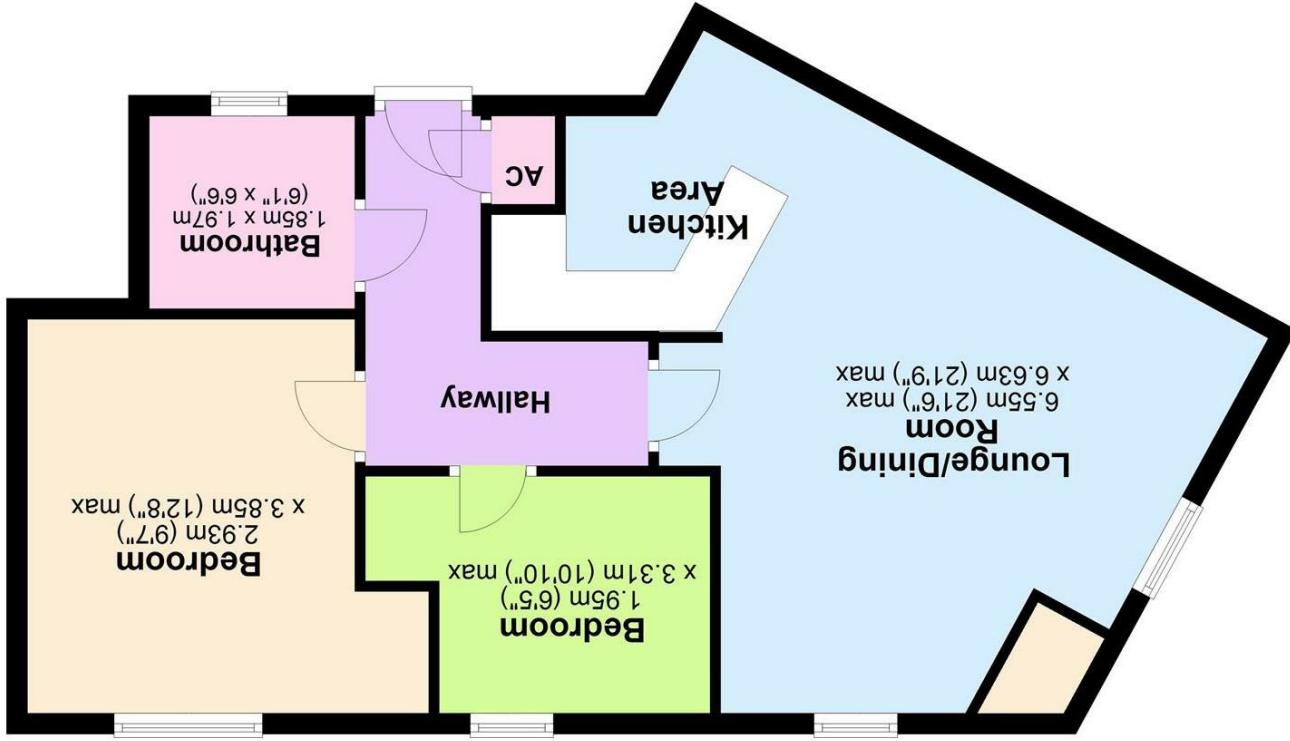 Bedroom
1.95m (6'5")
x 3.31m (10'10") max
Bedroom
2.93m (9'7")
x 3.85m (12'8") max
Lounge/Dining
Room
6.55m (21'6") max
x 6.63m (21'9") max
Hallway
Kitchen
Area
Bathroom
1.85m x 1.97m
(6'1" x 6'6")
AC